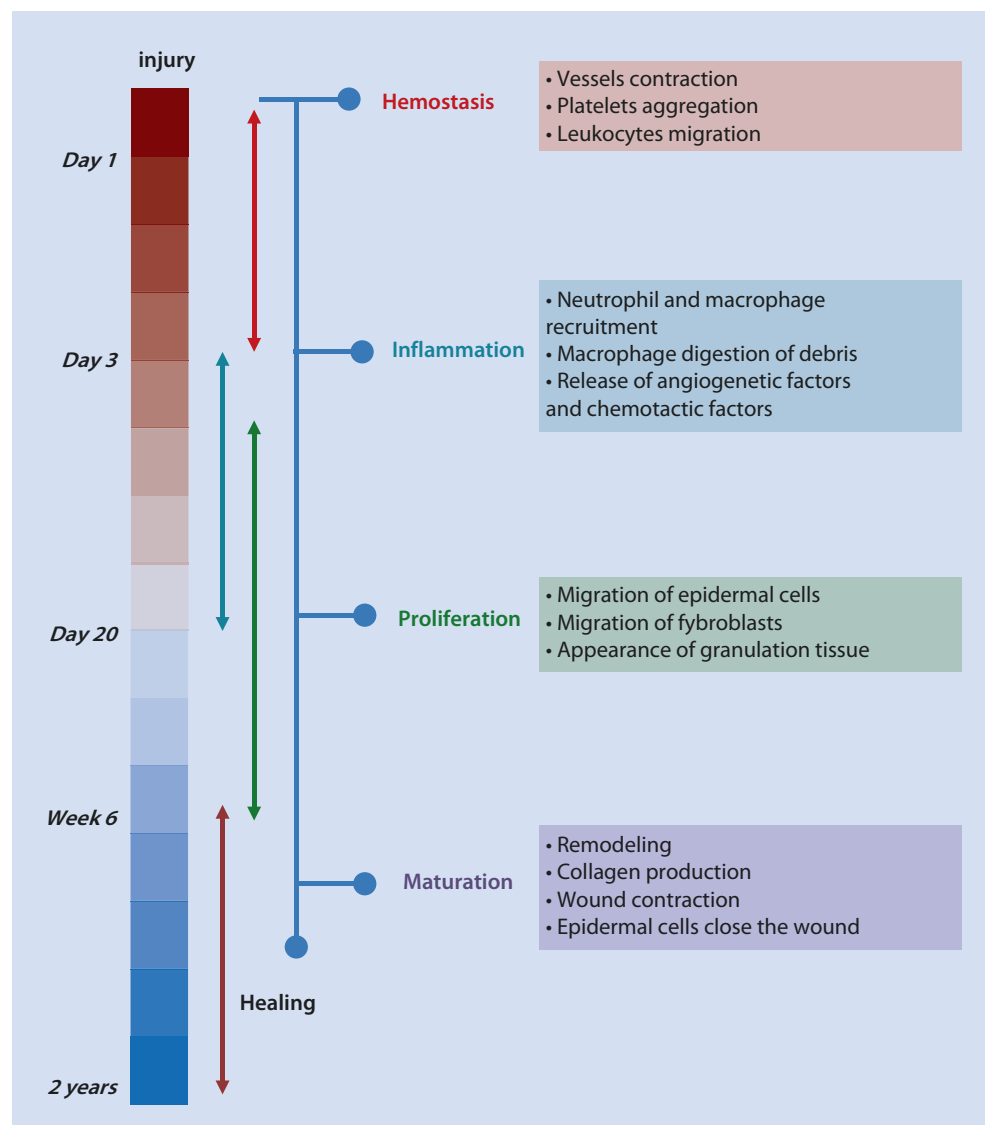 injury
Hemostasis
• Vessels contraction
• Platelets aggregation
• Leukocytes migration
Day 1
• Neutrophil and macrophage
recruitment
• Macrophage digestion of debris
• Release of angiogenetic factors
and chemotactic factors
Inflammation
Day 3
Proliferation
• Migration of epidermal cells
• Migration of fybroblasts
• Appearance of granulation tissue
Day 20
Week 6
Maturation
• Remodeling
• Collagen production
• Wound contraction
• Epidermal cells close the wound
Healing
2 years